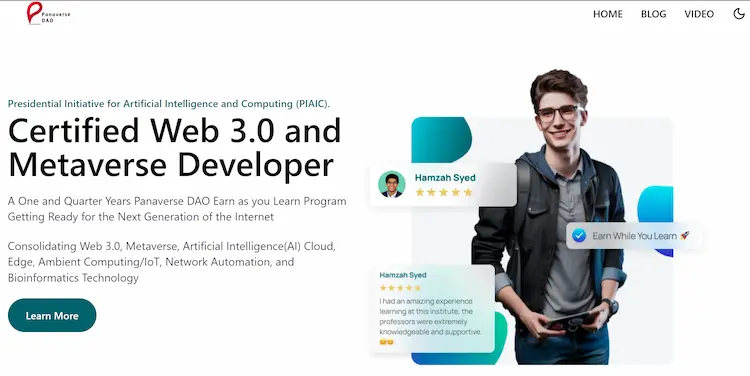 Panaverse
DAO
HOME BLOG VIDEO
Presidential Initiative for Artificial Intelligence and Computing (PIAIC).
Certified Web 3.0 and
Metaverse Developer
A One and Quarter Years Panaverse DAO Earn as you Learn Program
Getting Ready for the Next Generation of the Internet
Consolidating Web 3.0, Metaverse, Artificial Intelligence(AI) Cloud,
Edge, Ambient Computing/IoT, Network Automation, and
Bioinformatics Technology
Learn More
Hamzah Syed
Earn While You Learn 🚀
Hamzah Syed
I had an amazing experience
learning at this institute, the
professors were extremely
knowledgeable and supportive.